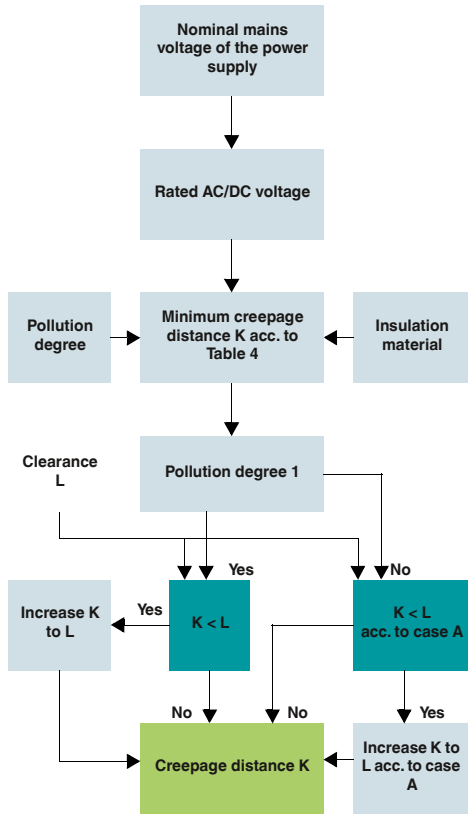 Nominal mains
voltage of the power
supply
Rated AC/DC voltage
Pollution
degree
Minimum creepage
distance K acc. to
Table 4
Insulation
material
Clearance
L
Pollution degree 1
Yes
No
Increase K
to L
Yes
K < L
K < L
acc. to case A
No
No
Yes
Creepage distance K
Increase K to
L acc. to case
A